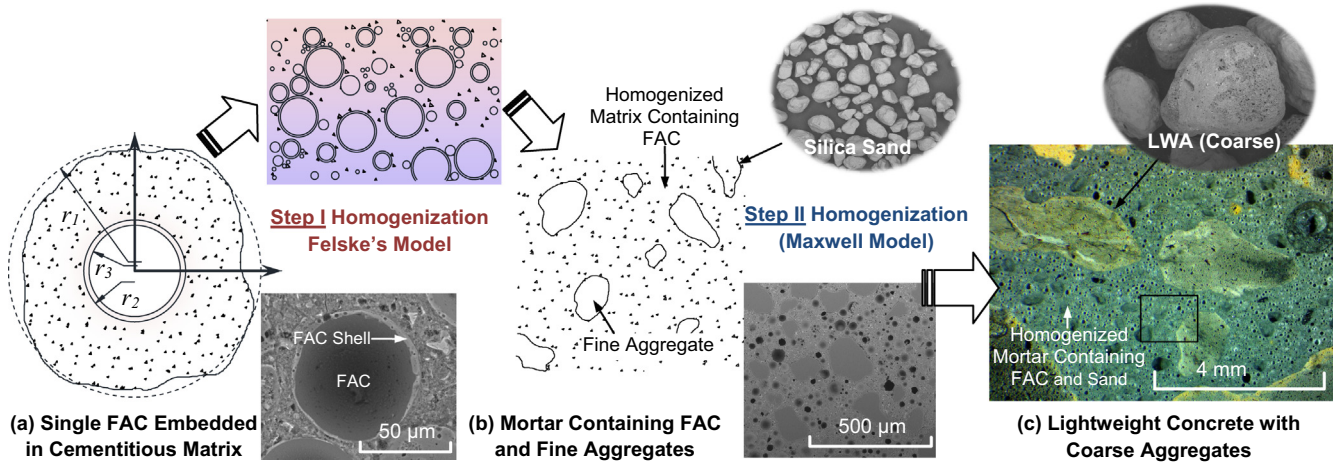 r1
r3
r2
Step I Homogenization
Felske's Model
FAC Shell
FAC
50 µm
(a) Single FAC Embedded
in Cementitious Matrix
Homogenized
Matrix Containing
FAC
Silica Sand
Fine Aggregate
Step II Homogenization
(Maxwell Model)
500 µm
(b) Mortar Containing FAC
and Fine Aggregates
LWA (Coarse)
Homogenized
Mortar Containing
FAC and Sand
4 mm
(c) Lightweight Concrete with
Coarse Aggregates